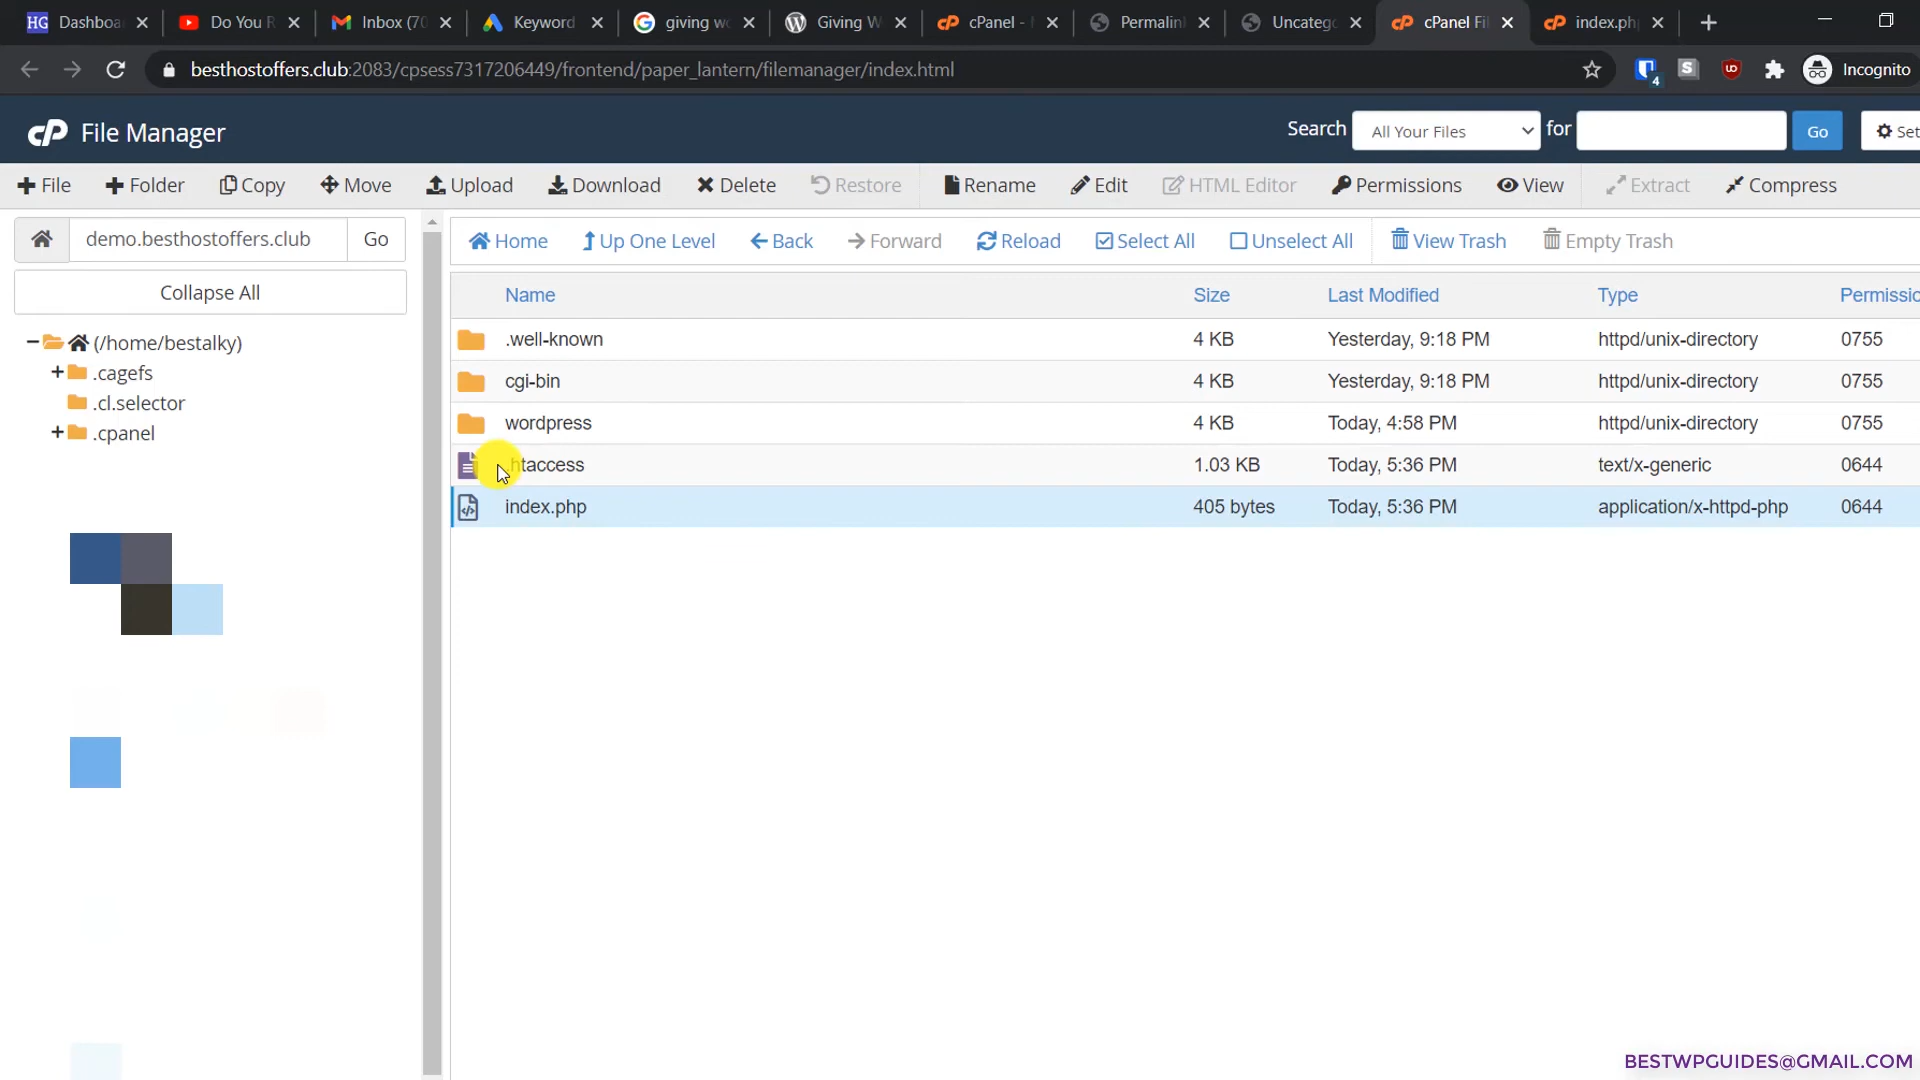 HG Dashboa
Do You R
Inbox (70
Keyword
giving wo
Giving W
cPanel -
Permalin
Uncatego
cPanel Fi
index.ph
besthostoffers.club:2083/cpsess7317206449/frontend/paper_lantern/filemanager/index.html
4
S
Incognito
cP File Manager
Search All Your Files for Go Set
File Folder Copy Move Upload Download Delete Restore Rename Edit HTML Editor Permissions View Extract Compress
demo.besthostoffers.club Go
Home Up One Level Back Forward Reload Select All Unselect All View Trash Empty Trash
Collapse All
Name Size Last Modified Type Permissio
(/home/bestalky)
.cagefs
.cl.selector
.cpanel
.well-known 4 KB Yesterday, 9:18 PM httpd/unix-directory 0755
cgi-bin 4 KB Yesterday, 9:18 PM httpd/unix-directory 0755
wordpress 4 KB Today, 4:58 PM httpd/unix-directory 0755
.htaccess 1.03 KB Today, 5:36 PM text/x-generic 0644
index.php 405 bytes Today, 5:36 PM application/x-httpd-php 0644
BESTWPGUIDES@GMAIL.COM